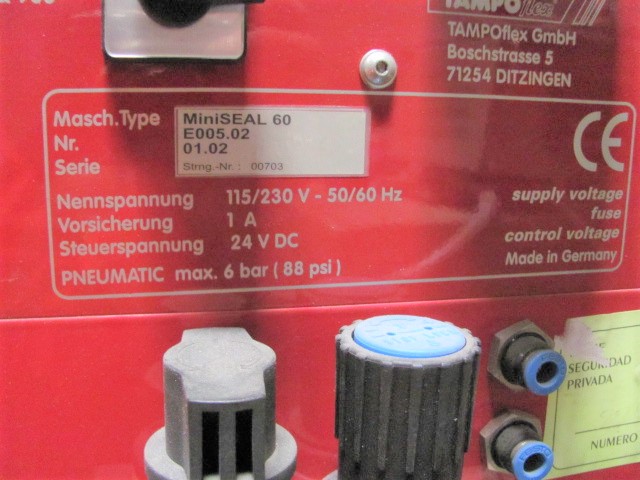 TAMPOflex
TAMPOflex GmbH
Boschstrasse 5
71254 DITZINGEN
Masch.Type MiniSEAL 60
Nr. E005.02
Serie 01.02
Strng.-Nr.: 00703
CE
Nennspannung 115/230 V - 50/60 Hz supply voltage
Vorsicherung 1 A fuse
Steuerspannung 24 V DC control voltage
PNEUMATIC max. 6 bar ( 88 psi ) Made in Germany
SEGURIDAD
PRIVADA
NUMERO